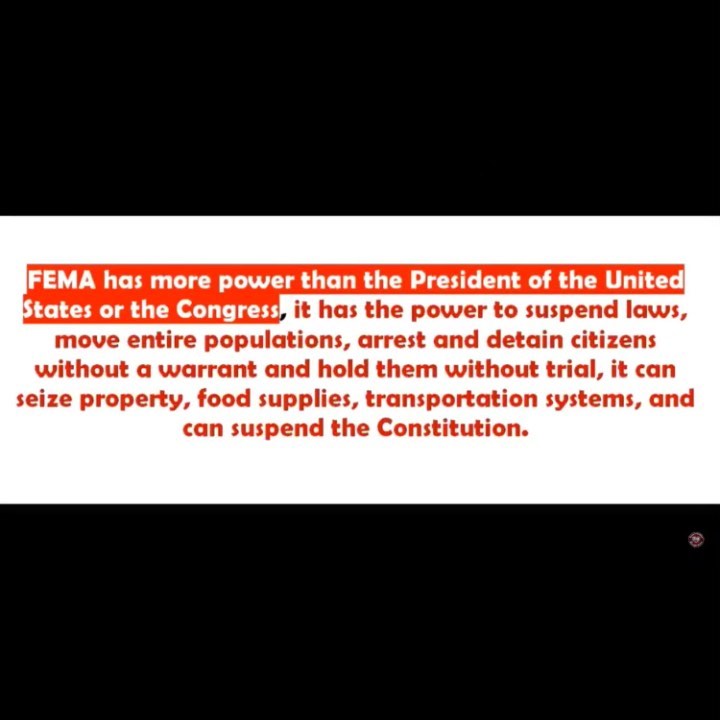 FEMA has more power than the President of the United
States or the Congress, it has the power to suspend laws,
move entire populations, arrest and detain citizens
without a warrant and hold them without trial, it can
seize property, food supplies, transportation systems, and
can suspend the Constitution.